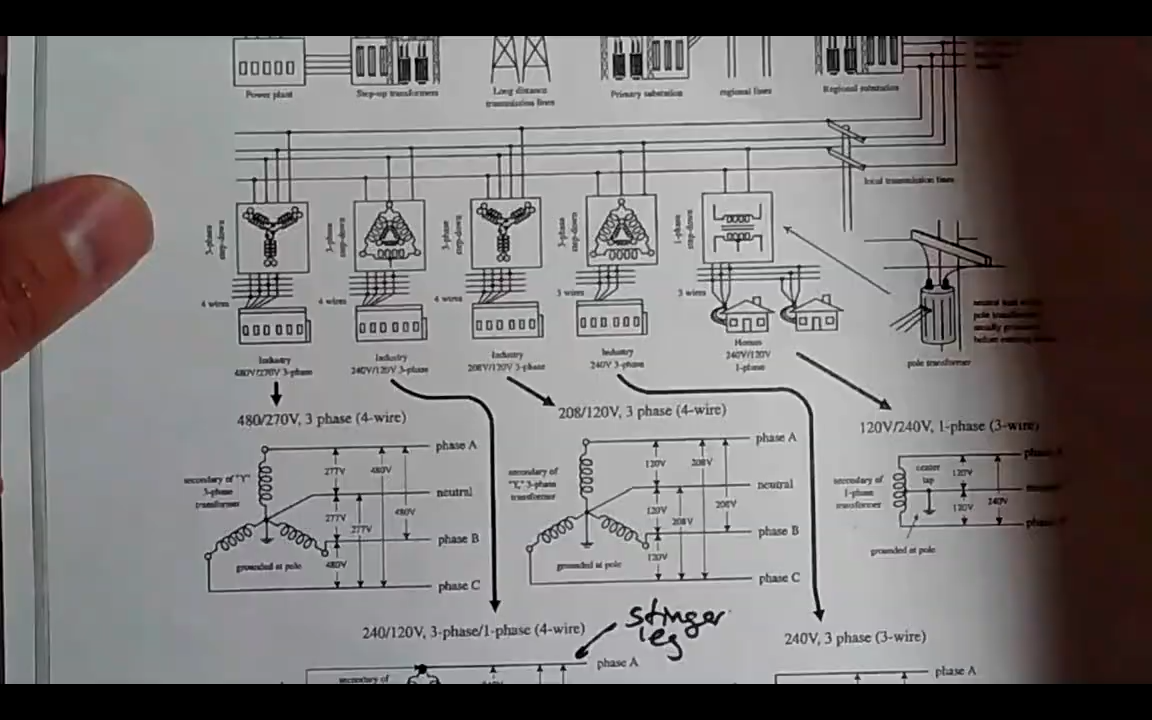 Power plant
Step-up transformers
Long distance
transmission lines
Primary substation
regional lines
Regional substation
local transmission lines
3-phase
step-down
3-phase
step-down
3-phase
step-down
3-phase
step-down
1-phase
step-down
4 wires
4 wires
4 wires
3 wires
3 wires
Industry
480V/270V 3-phase
Industry
240V/120V 3-phase
Industry
208V/120V 3-phase
Industry
240V 3-phase
Homes
240V/120V
1-phase
pole transformer
480/270V, 3 phase (4-wire)
secondary of "Y"
3-phase
transformer
grounded at pole
277V
480V
277V
277V
480V
480V
phase A
neutral
phase B
phase C
208/120V, 3 phase (4-wire)
secondary of
"Y," 3-phase
transformer
grounded at pole
120V
208V
120V
208V
208V
120V
phase A
neutral
phase B
phase C
120V/240V, 1-phase (3-wire)
secondary of
1-phase
transformer
center
tap
120V
120V
240V
grounded at pole
240/120V, 3-phase/1-phase (4-wire)
stinger
leg
phase A
secondary of
240V, 3 phase (3-wire)
phase A